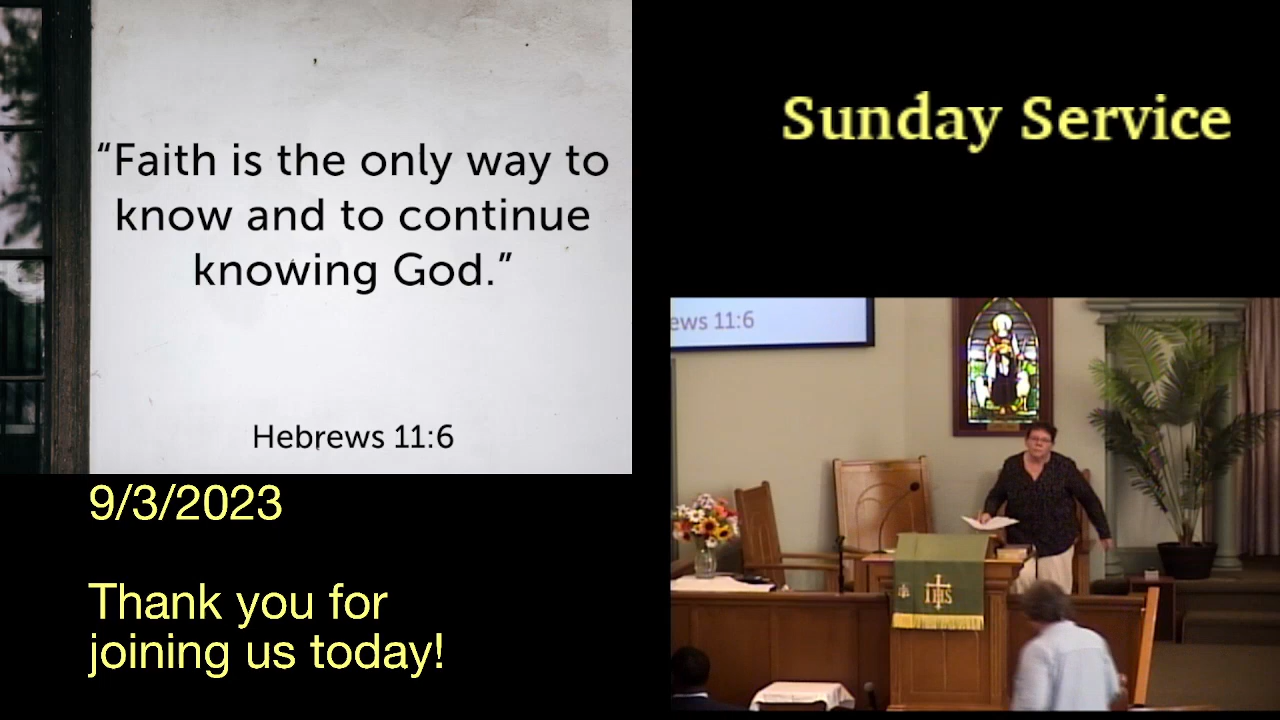 “Faith is the only way to
know and to continue
knowing God.”
Hebrews 11:6
9/3/2023
Thank you for
joining us today!
Sunday Service
ews 11:6
IHS